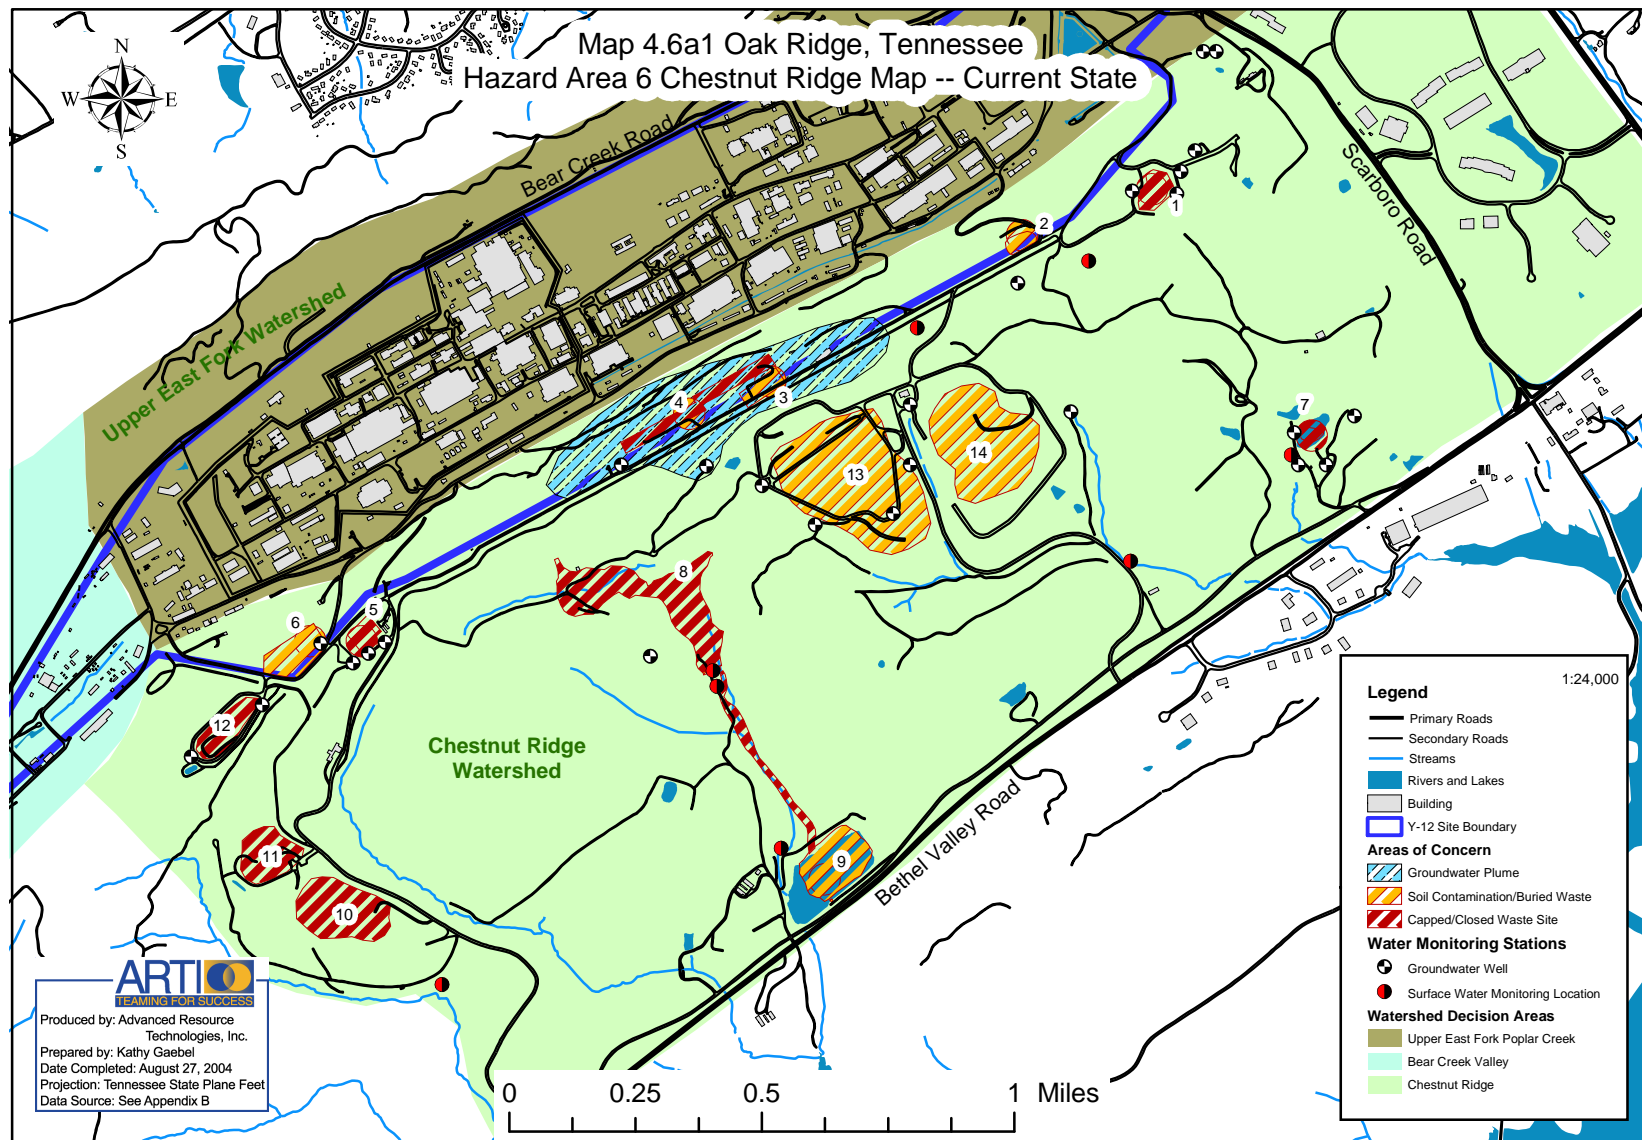 Map 4.6a1 Oak Ridge, Tennessee
Hazard Area 6 Chestnut Ridge Map -- Current State
N
W E
S
Bear Creek Road
Scarboro Road
Upper East Fork Watershed
1
2
3
4
7
13
14
8
5
6
12
Chestnut Ridge
Watershed
11
10
9
Bethel Valley Road
1:24,000
Legend
Primary Roads
Secondary Roads
Streams
Rivers and Lakes
Building
Y-12 Site Boundary
Areas of Concern
Groundwater Plume
Soil Contamination/Buried Waste
Capped/Closed Waste Site
Water Monitoring Stations
Groundwater Well
Surface Water Monitoring Location
Watershed Decision Areas
Upper East Fork Poplar Creek
Bear Creek Valley
Chestnut Ridge
ARTI
TEAMING FOR SUCCESS
Produced by: Advanced Resource
Technologies, Inc.
Prepared by: Kathy Gaebel
Date Completed: August 27, 2004
Projection: Tennessee State Plane Feet
Data Source: See Appendix B
0 0.25 0.5 1 Miles